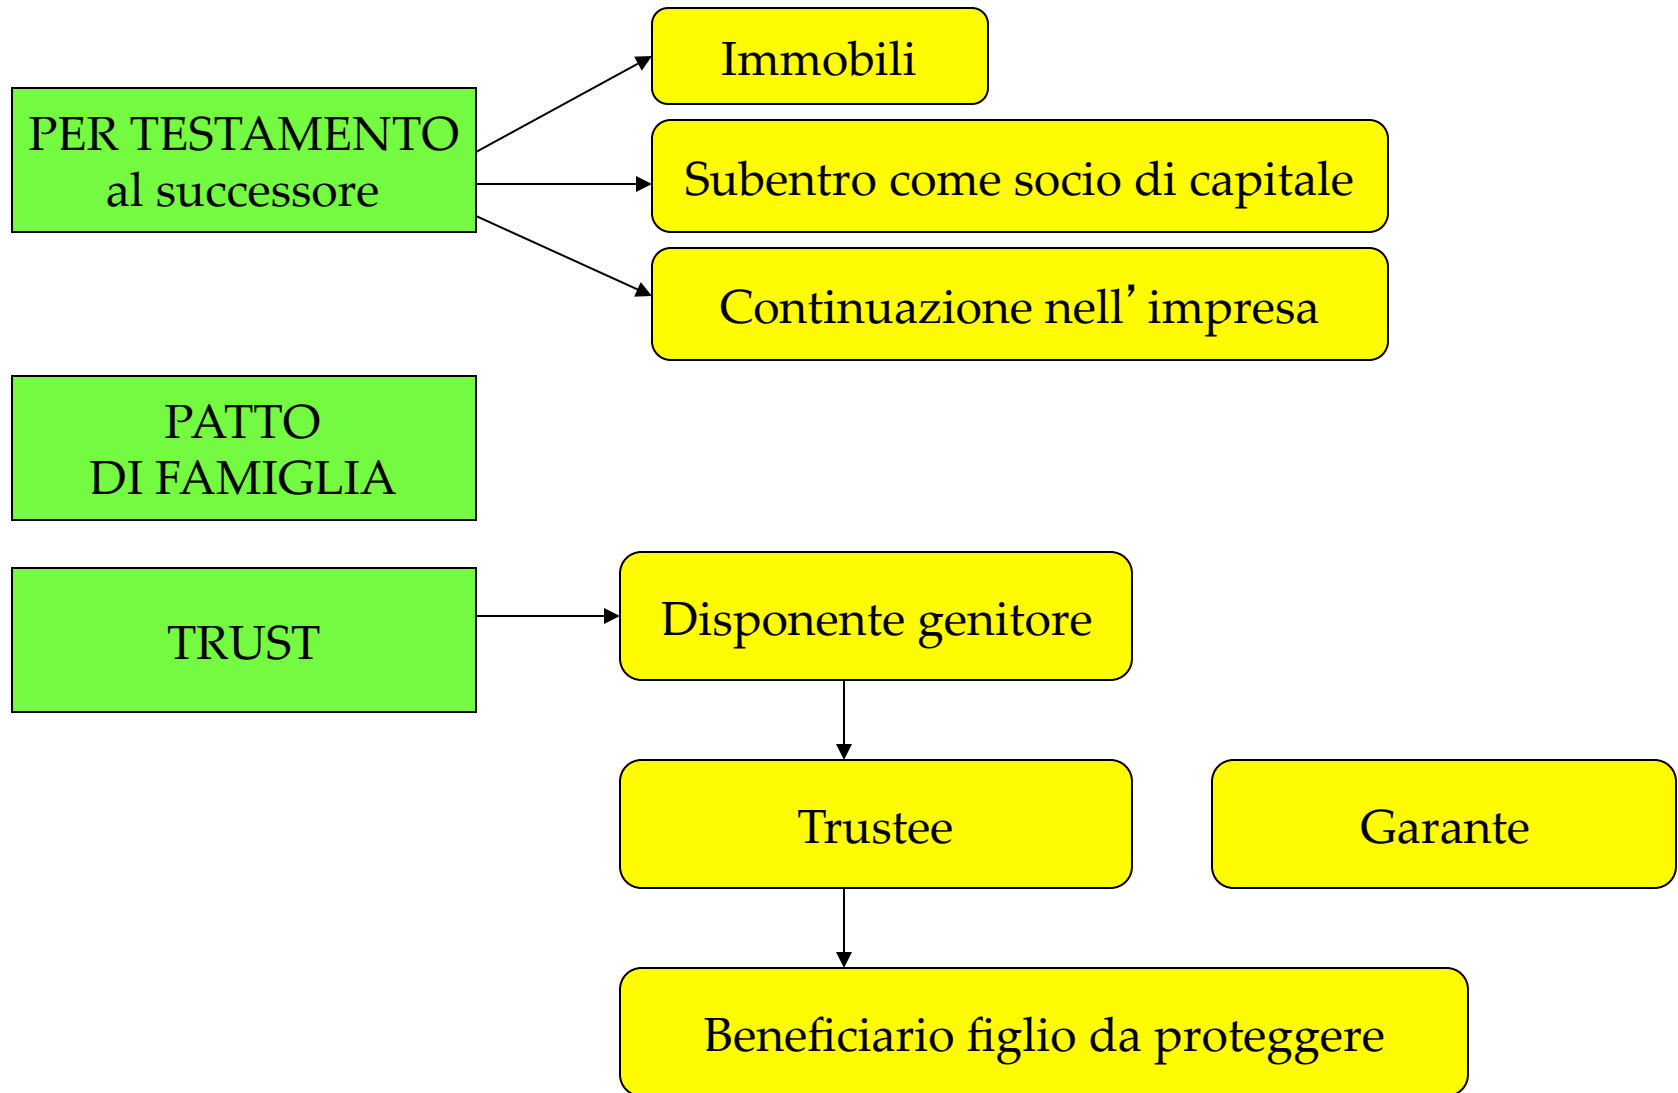 Immobili
PER TESTAMENTO
al successore
Subentro come socio di capitale
Continuazione nell’ impresa
PATTO
DI FAMIGLIA
TRUST
Disponente genitore
Trustee
Garante
Beneficiario figlio da proteggere